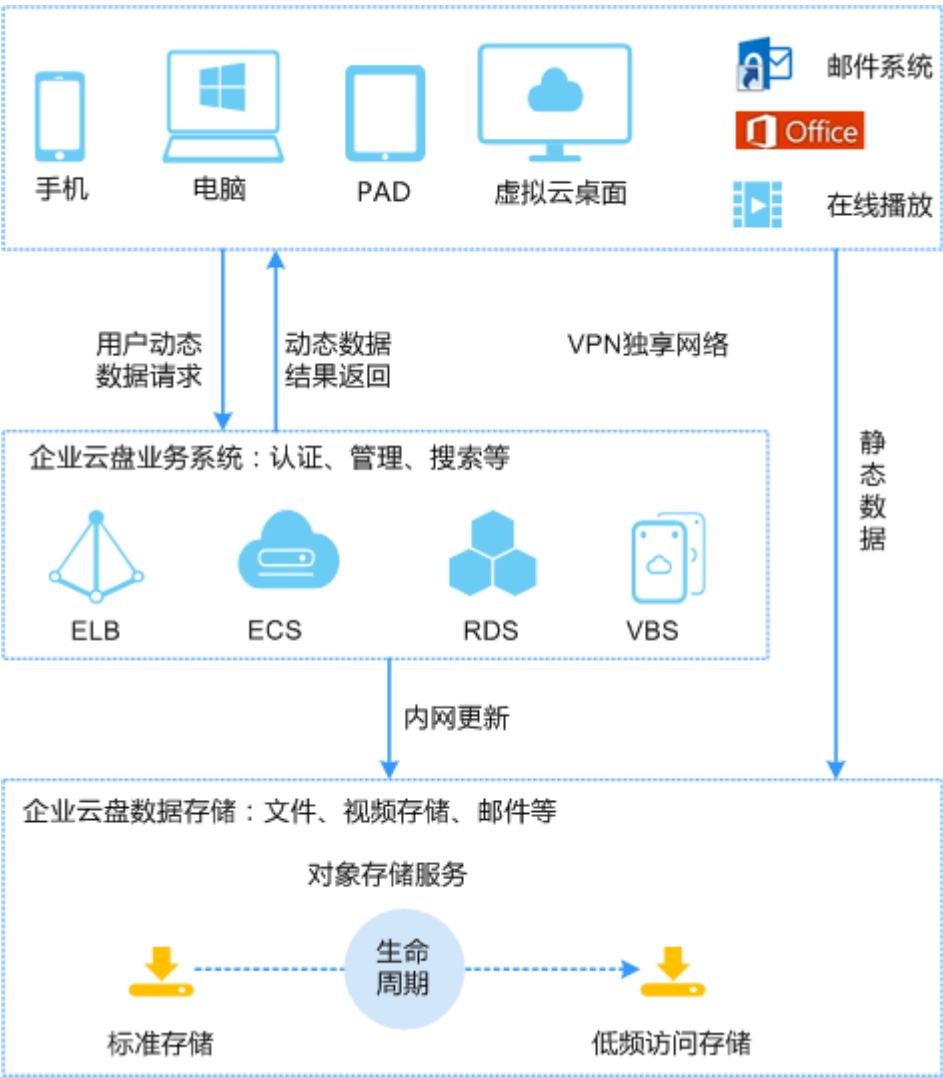 邮件系统
Office
在线播放
手机
电脑
PAD
虚拟云桌面
用户动态
数据请求
动态数据
结果返回
VPN独享网络
静态数据
企业云盘业务系统：认证、管理、搜索等
ELB
ECS
RDS
VBS
内网更新
企业云盘数据存储：文件、视频存储、邮件等
对象存储服务
生命
周期
标准存储
低频访问存储